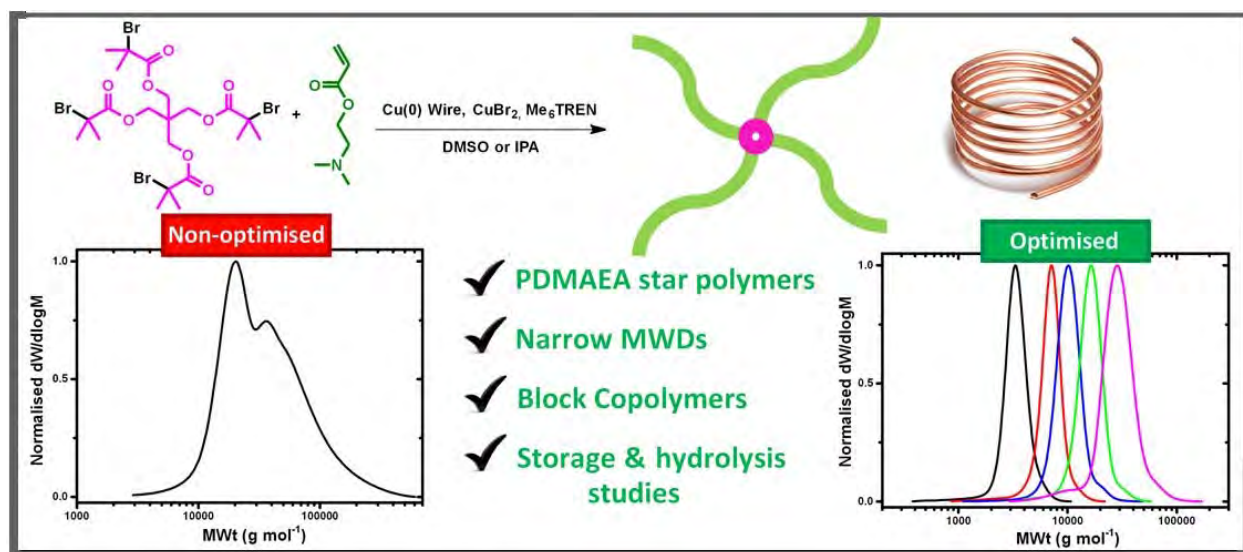 Br
O
O
Br
O
O
O
O
Br
O
O
Br
+
O
O
N
Cu(0) Wire, CuBr₂, Me₆TREN
DMSO or IPA
Non-optimised
Normalised dW/dlogM
1.0
0.5
0.0
1000 10000 100000
MWt (g mol⁻¹)
PDMAEA star polymers
Narrow MWDs
Block Copolymers
Storage & hydrolysis
studies
Optimised
Normalised dW/dlogM
1.0
0.5
0.0
1000 10000 100000
MWt (g mol⁻¹)